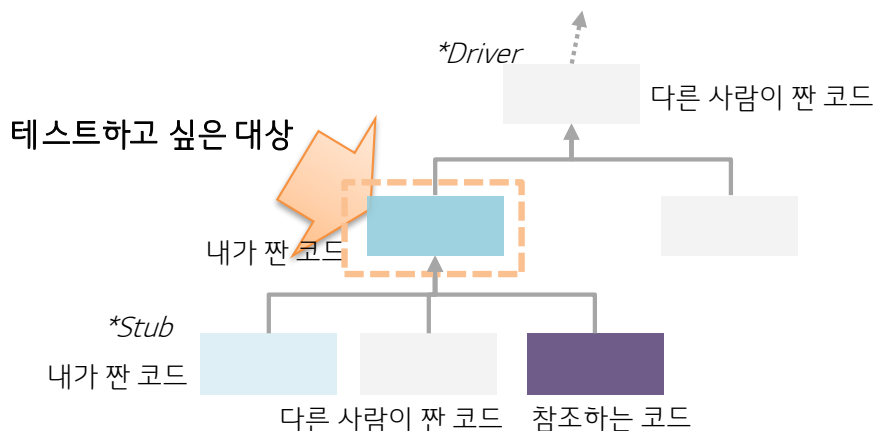 *Driver
다른 사람이 짠 코드
테스트하고 싶은 대상
내가 짠 코드
*Stub
내가 짠 코드
다른 사람이 짠 코드
참조하는 코드